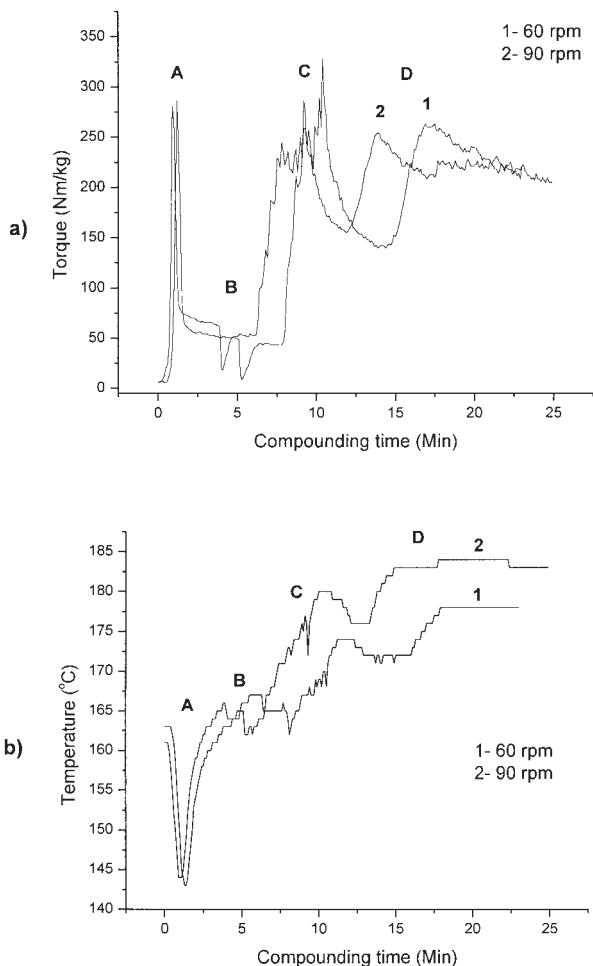 a)
Torque (Nm/kg)
350
300
250
200
150
100
50
0
1- 60 rpm
2- 90 rpm
A
B
C
D
2
1
0
5
10
15
20
25
Compounding time (Min)
b)
Temperature (°C)
185
180
175
170
165
160
155
150
145
140
A
B
C
D
2
1
1- 60 rpm
2- 90 rpm
0
5
10
15
20
25
Compounding time (Min)